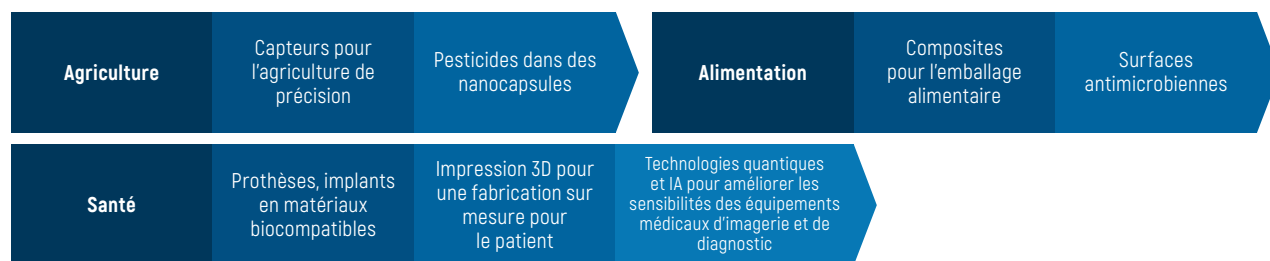 Agriculture
Capteurs pour
l'agriculture de
précision
Pesticides dans des
nanocapsules
Alimentation
Composites
pour l'emballage
alimentaire
Surfaces
antimicrobiennes
Santé
Prothèses, implants
en matériaux
biocompatibles
Impression 3D pour
une fabrication sur
mesure pour
le patient
Technologies quantiques
et IA pour améliorer les
sensibilités des équipements
médicaux d'imagerie et de
diagnostic